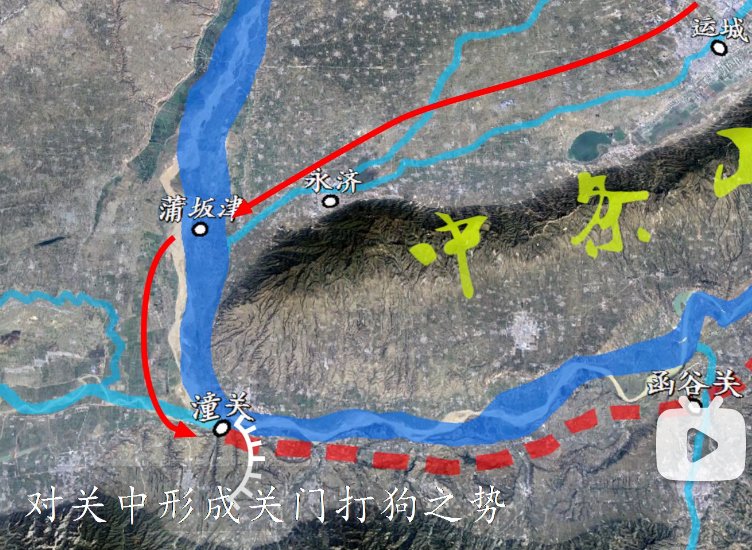 运城
永济
蒲坂津
中条山
潼关
函谷关
对关中形成关门打狗之势